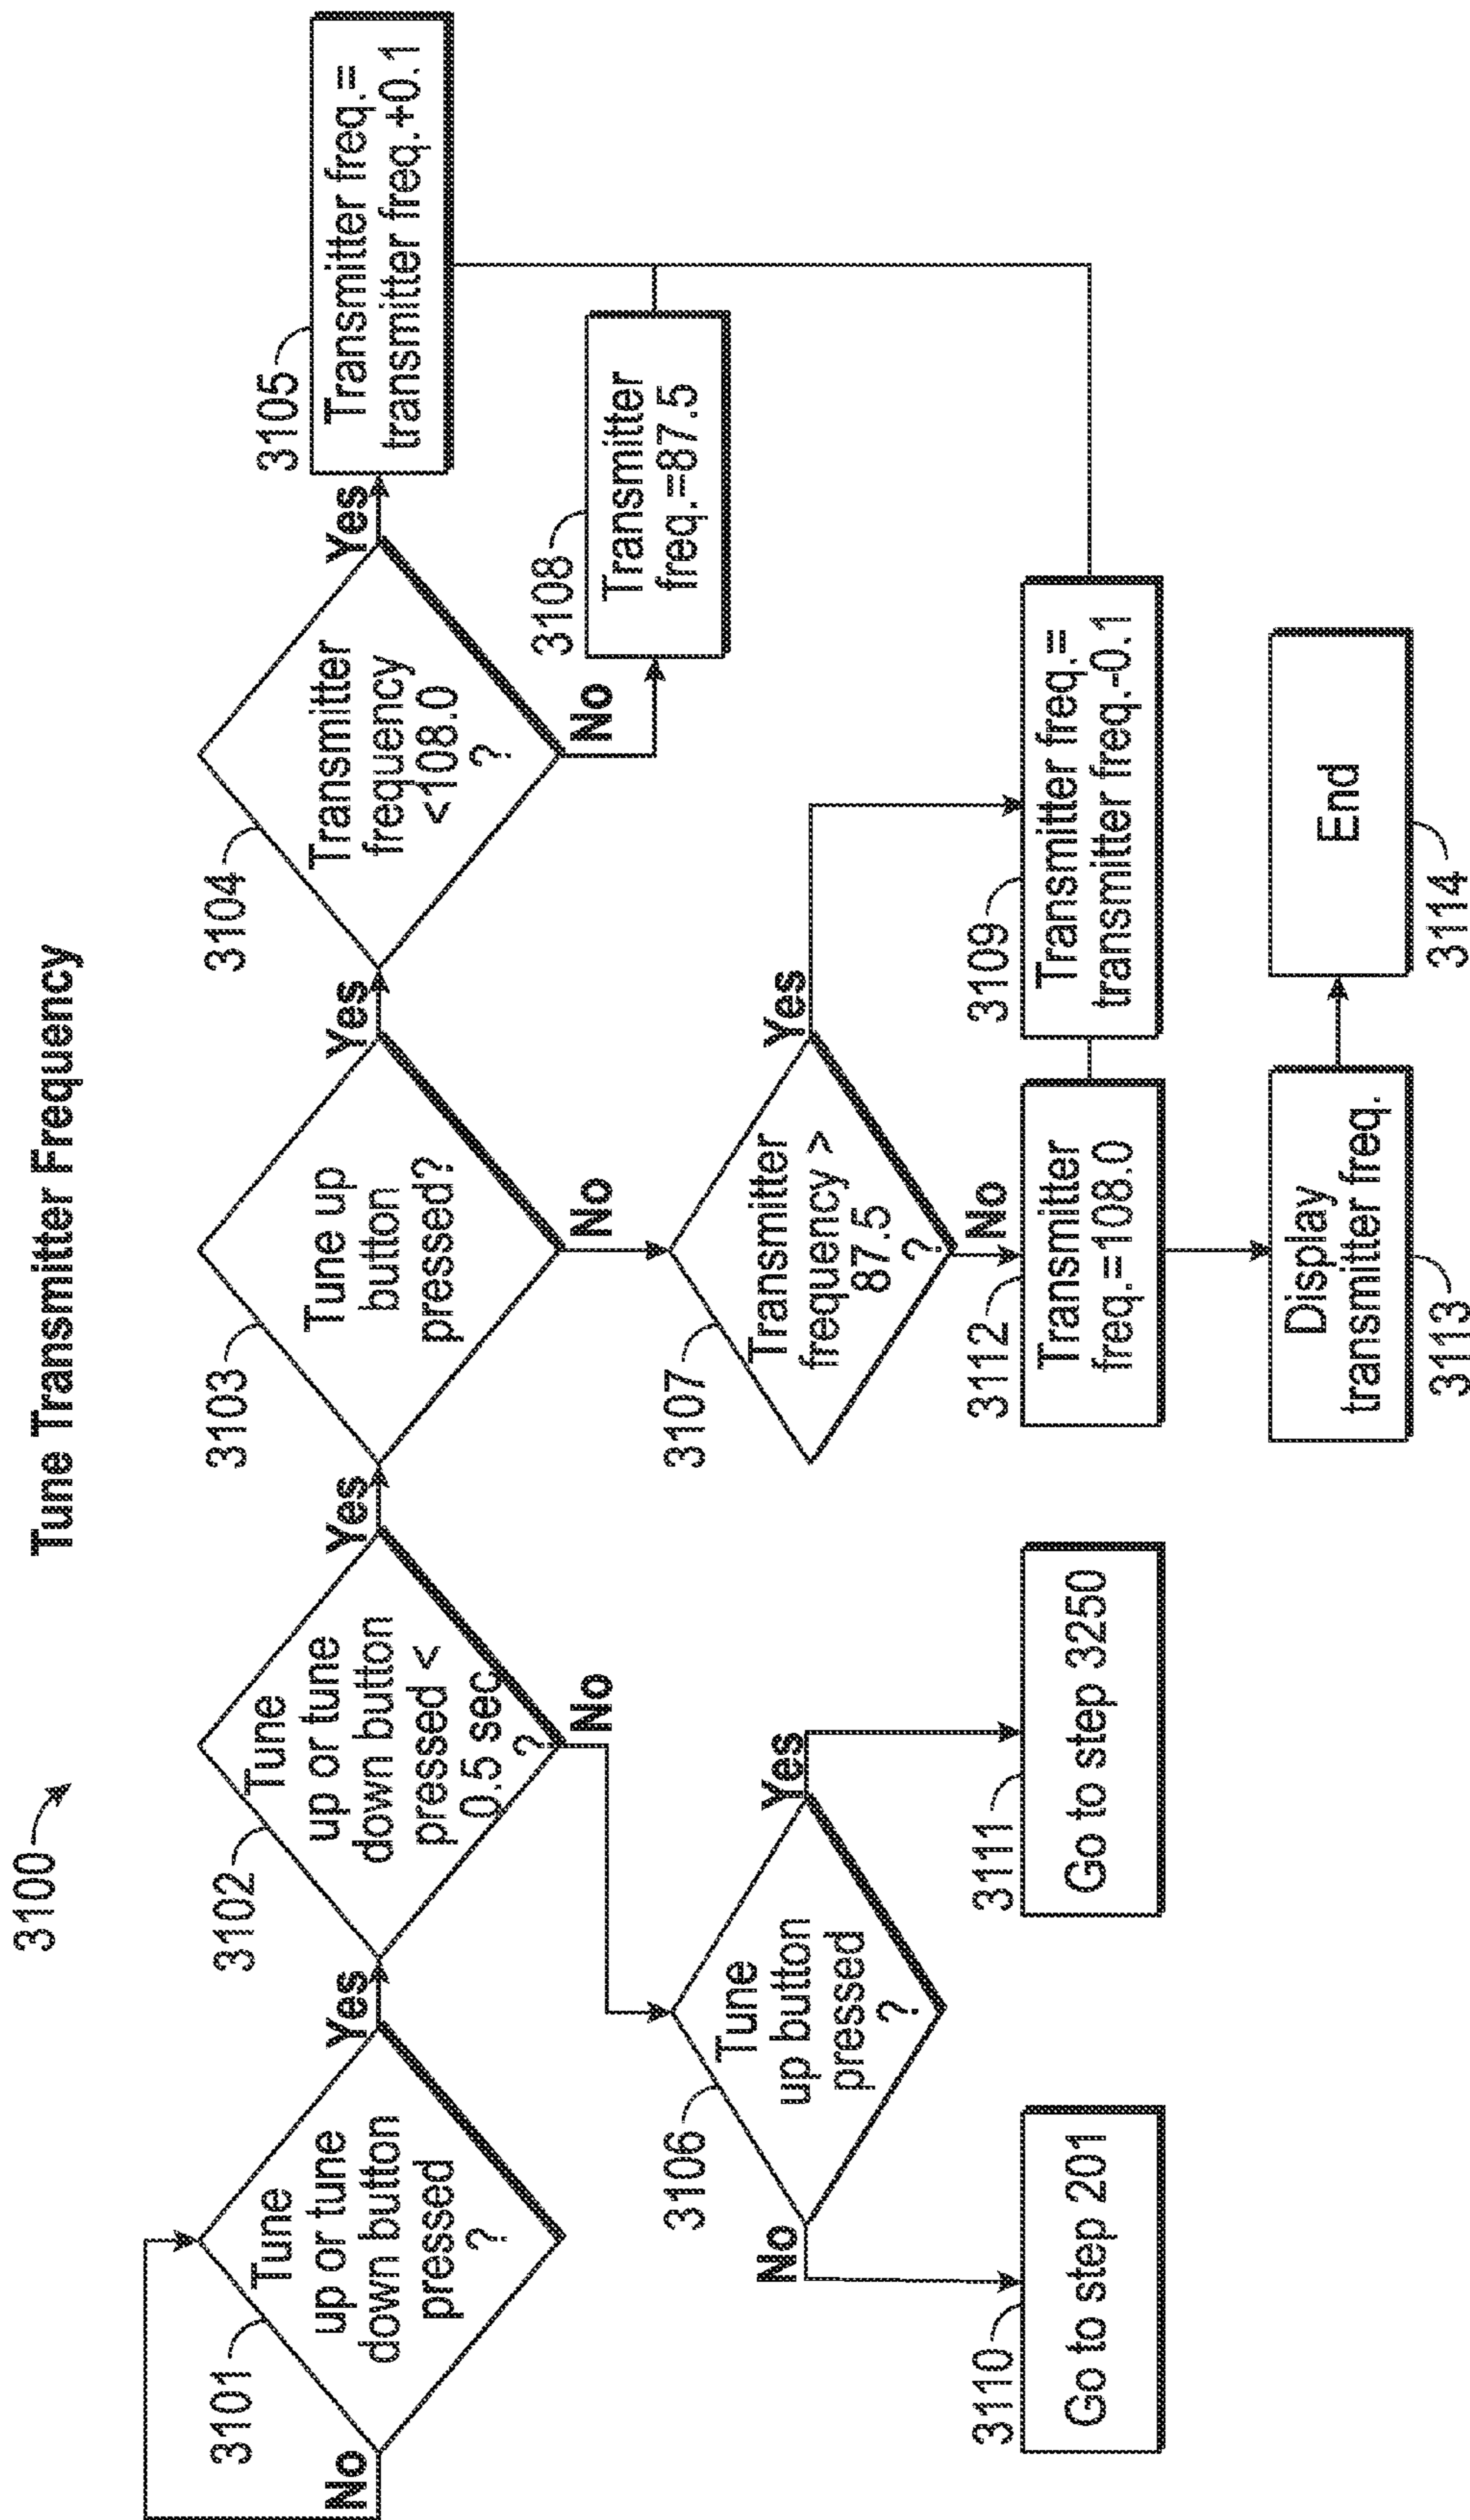 Tune Transmitter Frequency
3100
3101
Tune
up or tune
down button
pressed
?
No
Yes
3102
Tune
up or tune
down button
pressed <
0.5 sec
?
No
Yes
3103
Tune up
button
pressed?
No
Yes
3104
Transmitter
frequency
<108.0
?
No
Yes
3105
Transmitter freq.=
transmitter freq.+0.1
3108
Transmitter
freq.=87.5
3106
Tune
up button
pressed
?
No
Yes
3107
Transmitter
frequency >
87.5
?
No
Yes
3110
Go to step 201
3111
Go to step 3250
3112
Transmitter
freq.=108.0
3109
Transmitter freq.=
transmitter freq.-0.1
Display
transmitter freq.
3113
End
3114